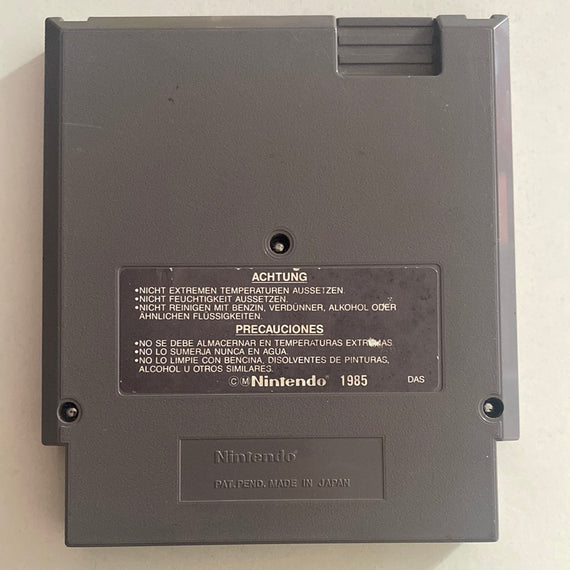 ACHTUNG
•NICHT EXTREMEN TEMPERATUREN AUSSETZEN.
•NICHT FEUCHTIGKEIT AUSSETZEN.
•NICHT REINIGEN MIT BENZIN, VERDÜNNER, ALKOHOL ODER
ÄHNLICHEN FLÜSSIGKEITEN.
PRECAUCIONES
•NO SE DEBE ALMACERNAR EN TEMPERATURAS EXTREMAS
•NO LO SUMERJA NUNCA EN AGUA.
•NO LO LIMPIE CON BENCINA, DISOLVENTES DE PINTURAS,
ALCOHOL U OTROS SIMILARES.
©Ⓜ Nintendo® 1985 DAS
Nintendo®
PAT. PEND. MADE IN JAPAN